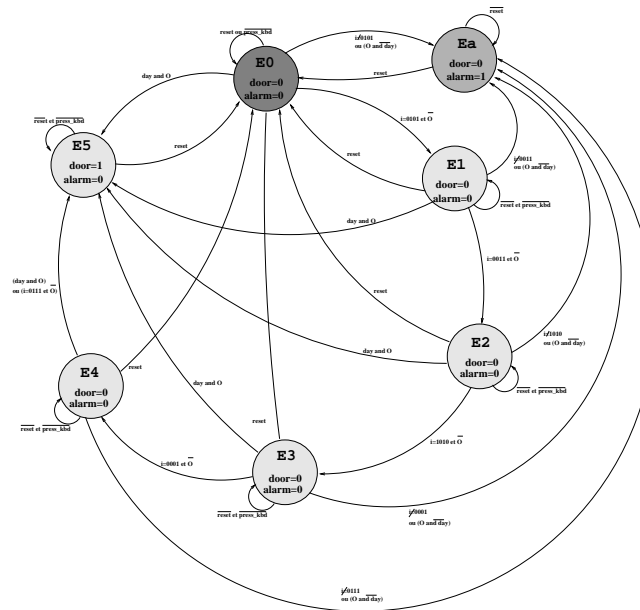 reset
reset ou press_kbd
i≠0101
ou (O and day)
Ea
door=0
alarm=1
E0
door=0
alarm=0
reset
day and O
i=0101 et O
reset et press_kbd
E5
door=1
alarm=0
reset
reset
i≠0011
ou (O and day)
E1
door=0
alarm=0
reset et press_kbd
day and O
i=0011 et O
(day and O)
ou (i=0111 et O)
reset
i≠1010
ou (O and day)
E2
door=0
alarm=0
day and O
reset et press_kbd
E4
door=0
alarm=0
reset
day and O
reset et press_kbd
reset
i=1010 et O
E3
door=0
alarm=0
i=0001 et O
reset et press_kbd
i≠0001
ou (O and day)
i≠0111
ou (O and day)